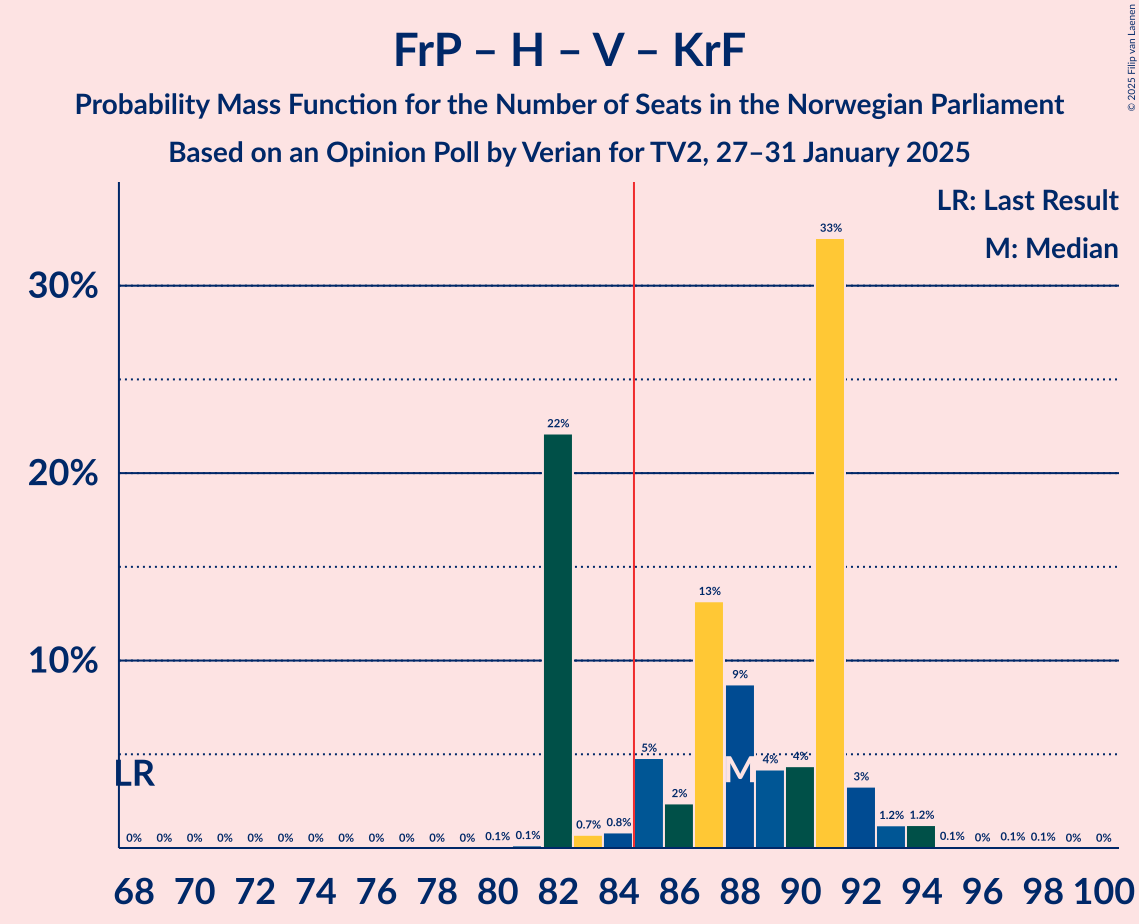 FrP – H – V – KrF
Probability Mass Function for the Number of Seats in the Norwegian Parliament
Based on an Opinion Poll by Verian for TV2, 27–31 January 2025
© 2025 Filip van Laenen
LR: Last Result
M: Median
30%
20%
10%
33%
22%
13%
9%
5%
4%
4%
M
LR
3%
2%
0% 0% 0% 0% 0% 0% 0% 0% 0% 0% 0% 0% 0.1% 0.1% 0.7% 0.8% 1.2% 1.2% 0.1% 0% 0.1% 0.1% 0% 0%
68 70 72 74 76 78 80 82 84 86 88 90 92 94 96 98 100